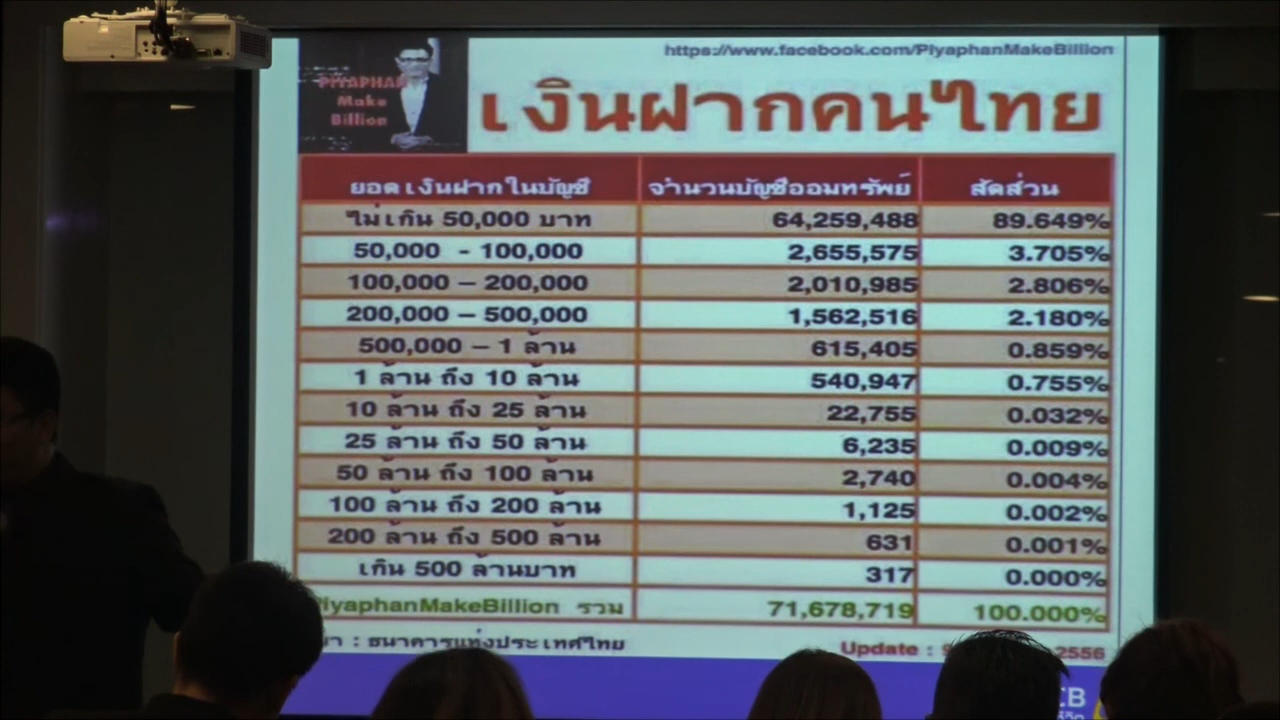 https://www.facebook.com/PiyaphanMakeBillion
PIYAPHAN
Make
Billion
เงินฝากคนไทย
ยอดเงินฝากในบัญชี จำนวนบัญชีออมทรัพย์ สัดส่วน
ไม่เกิน 50,000 บาท 64,259,488 89.649%
50,000 - 100,000 2,655,575 3.705%
100,000 – 200,000 2,010,985 2.806%
200,000 – 500,000 1,562,516 2.180%
500,000 – 1 ล้าน 615,405 0.859%
1 ล้าน ถึง 10 ล้าน 540,947 0.755%
10 ล้าน ถึง 25 ล้าน 22,755 0.032%
25 ล้าน ถึง 50 ล้าน 6,235 0.009%
50 ล้าน ถึง 100 ล้าน 2,740 0.004%
100 ล้าน ถึง 200 ล้าน 1,125 0.002%
200 ล้าน ถึง 500 ล้าน 631 0.001%
เกิน 500 ล้านบาท 317 0.000%
PiyaphanMakeBillion รวม 71,678,719 100.000%
: ธนาคารแห่งประเทศไทย Update : 2556